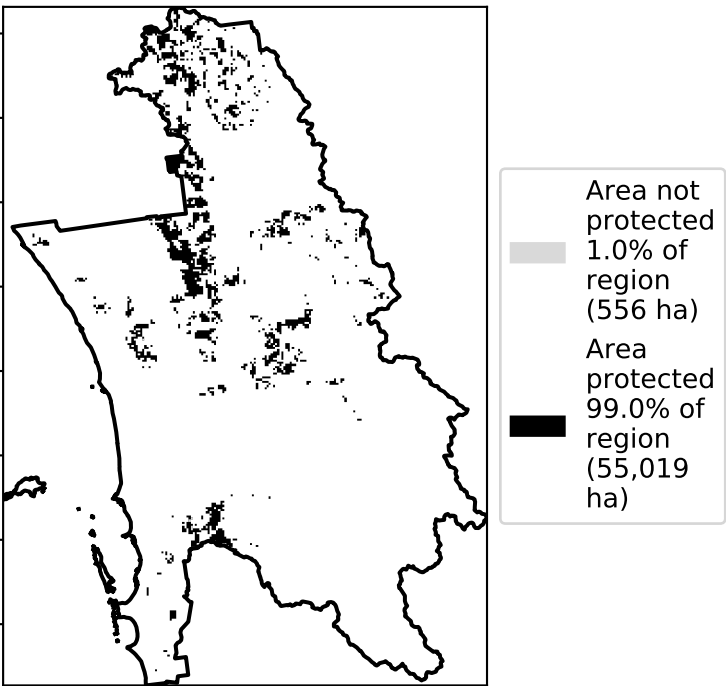 Area not
protected
1.0% of
region
(556 ha)
Area
protected
99.0% of
region
(55,019
ha)